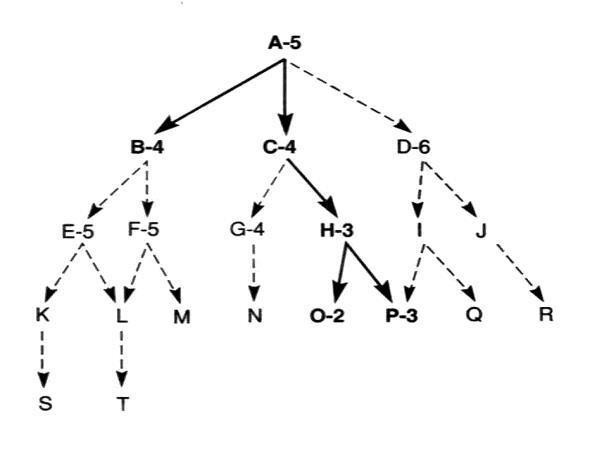 A-5
B-4 C-4 D-6
E-5 F-5 G-4 H-3 I J
K L M N O-2 P-3 Q R
S T